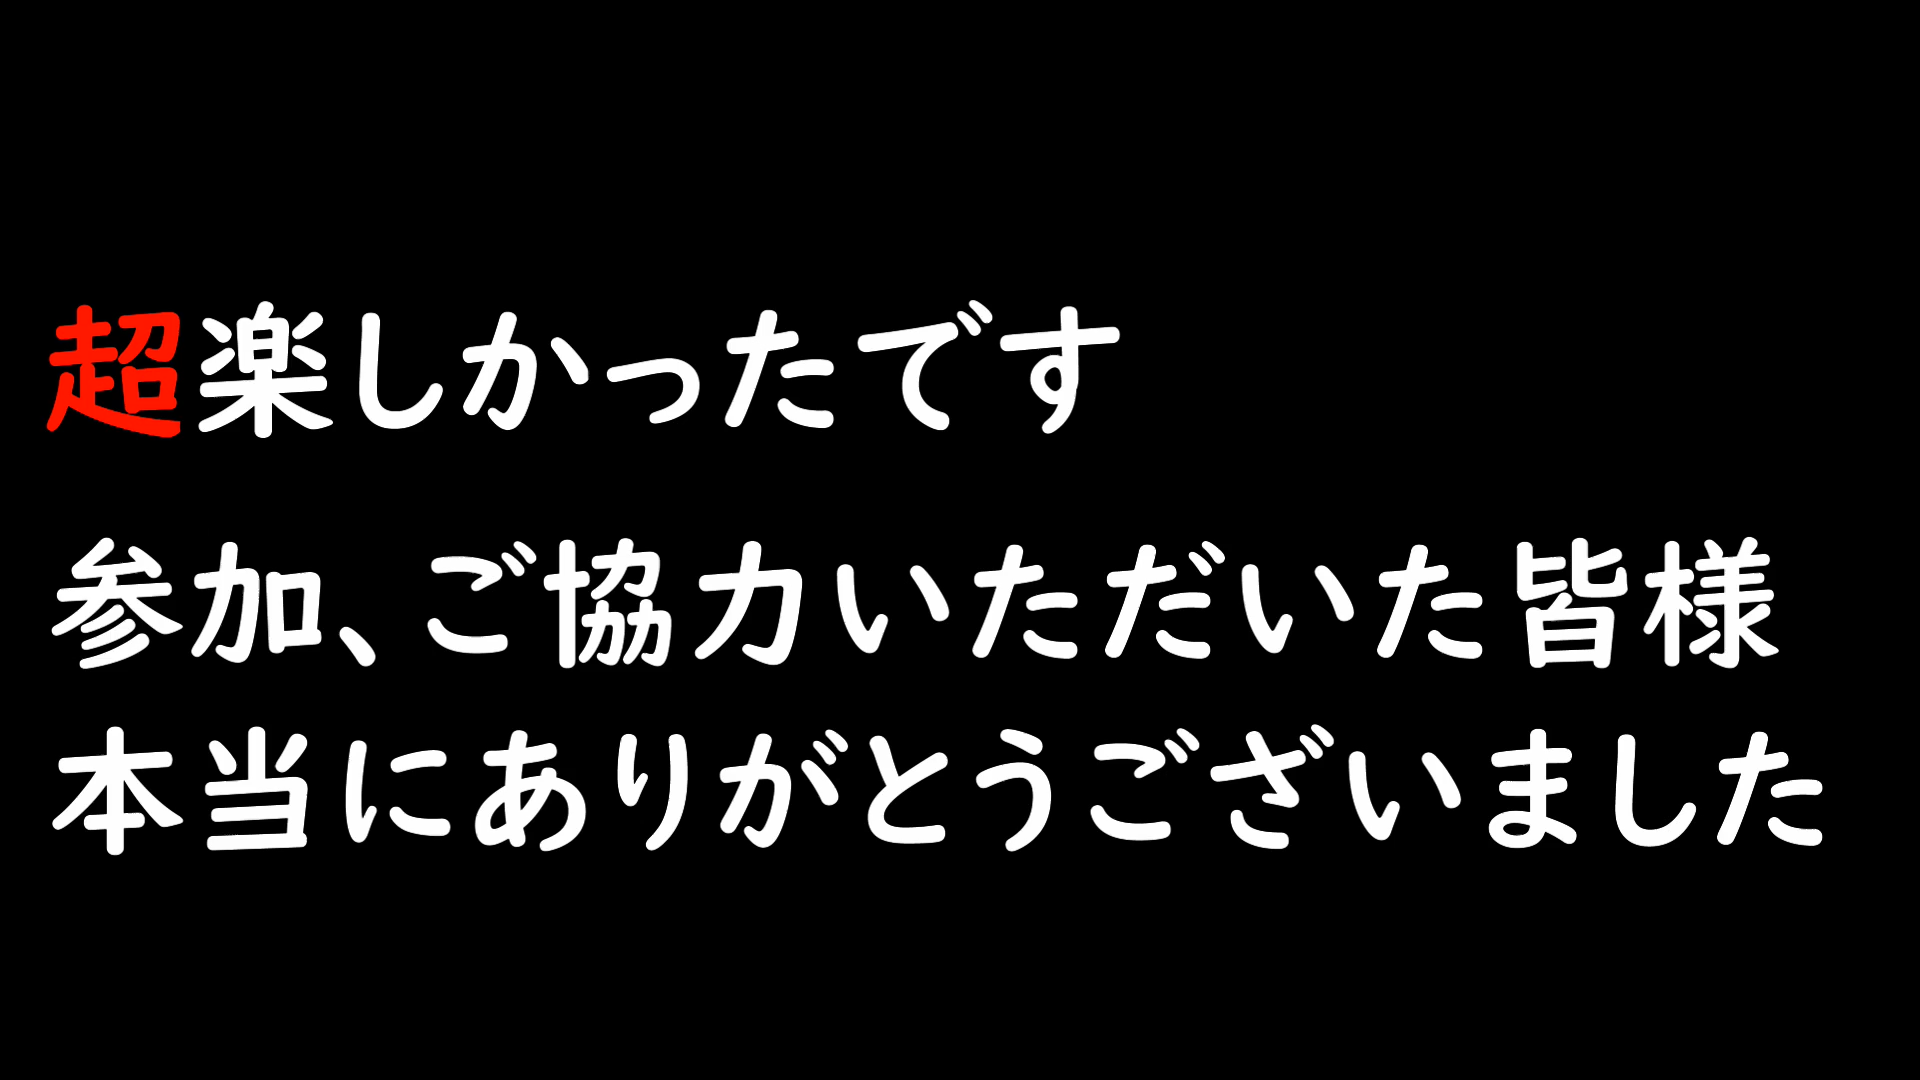 超楽しかったです
参加、ご協力いただいた皆様
本当にありがとうございました